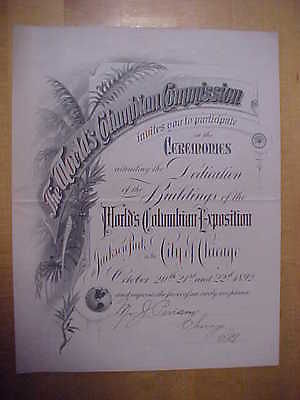 The World's Columbian Commission
invites you to participate
in the
Ceremonies
attending the Dedication
of the Buildings of the
World's Columbian Exposition
Jackson Park
in the
City of Chicago
October 20th 21st and 22d 1892
and requests the favor of an early acceptance